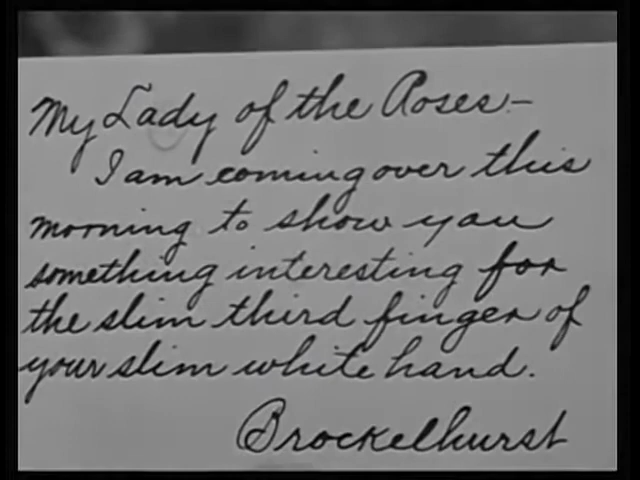 My Lady of the Roses-
I am coming over this
morning to show you
something interesting for
the slim third finger of
your slim white hand.
Brockelhurst